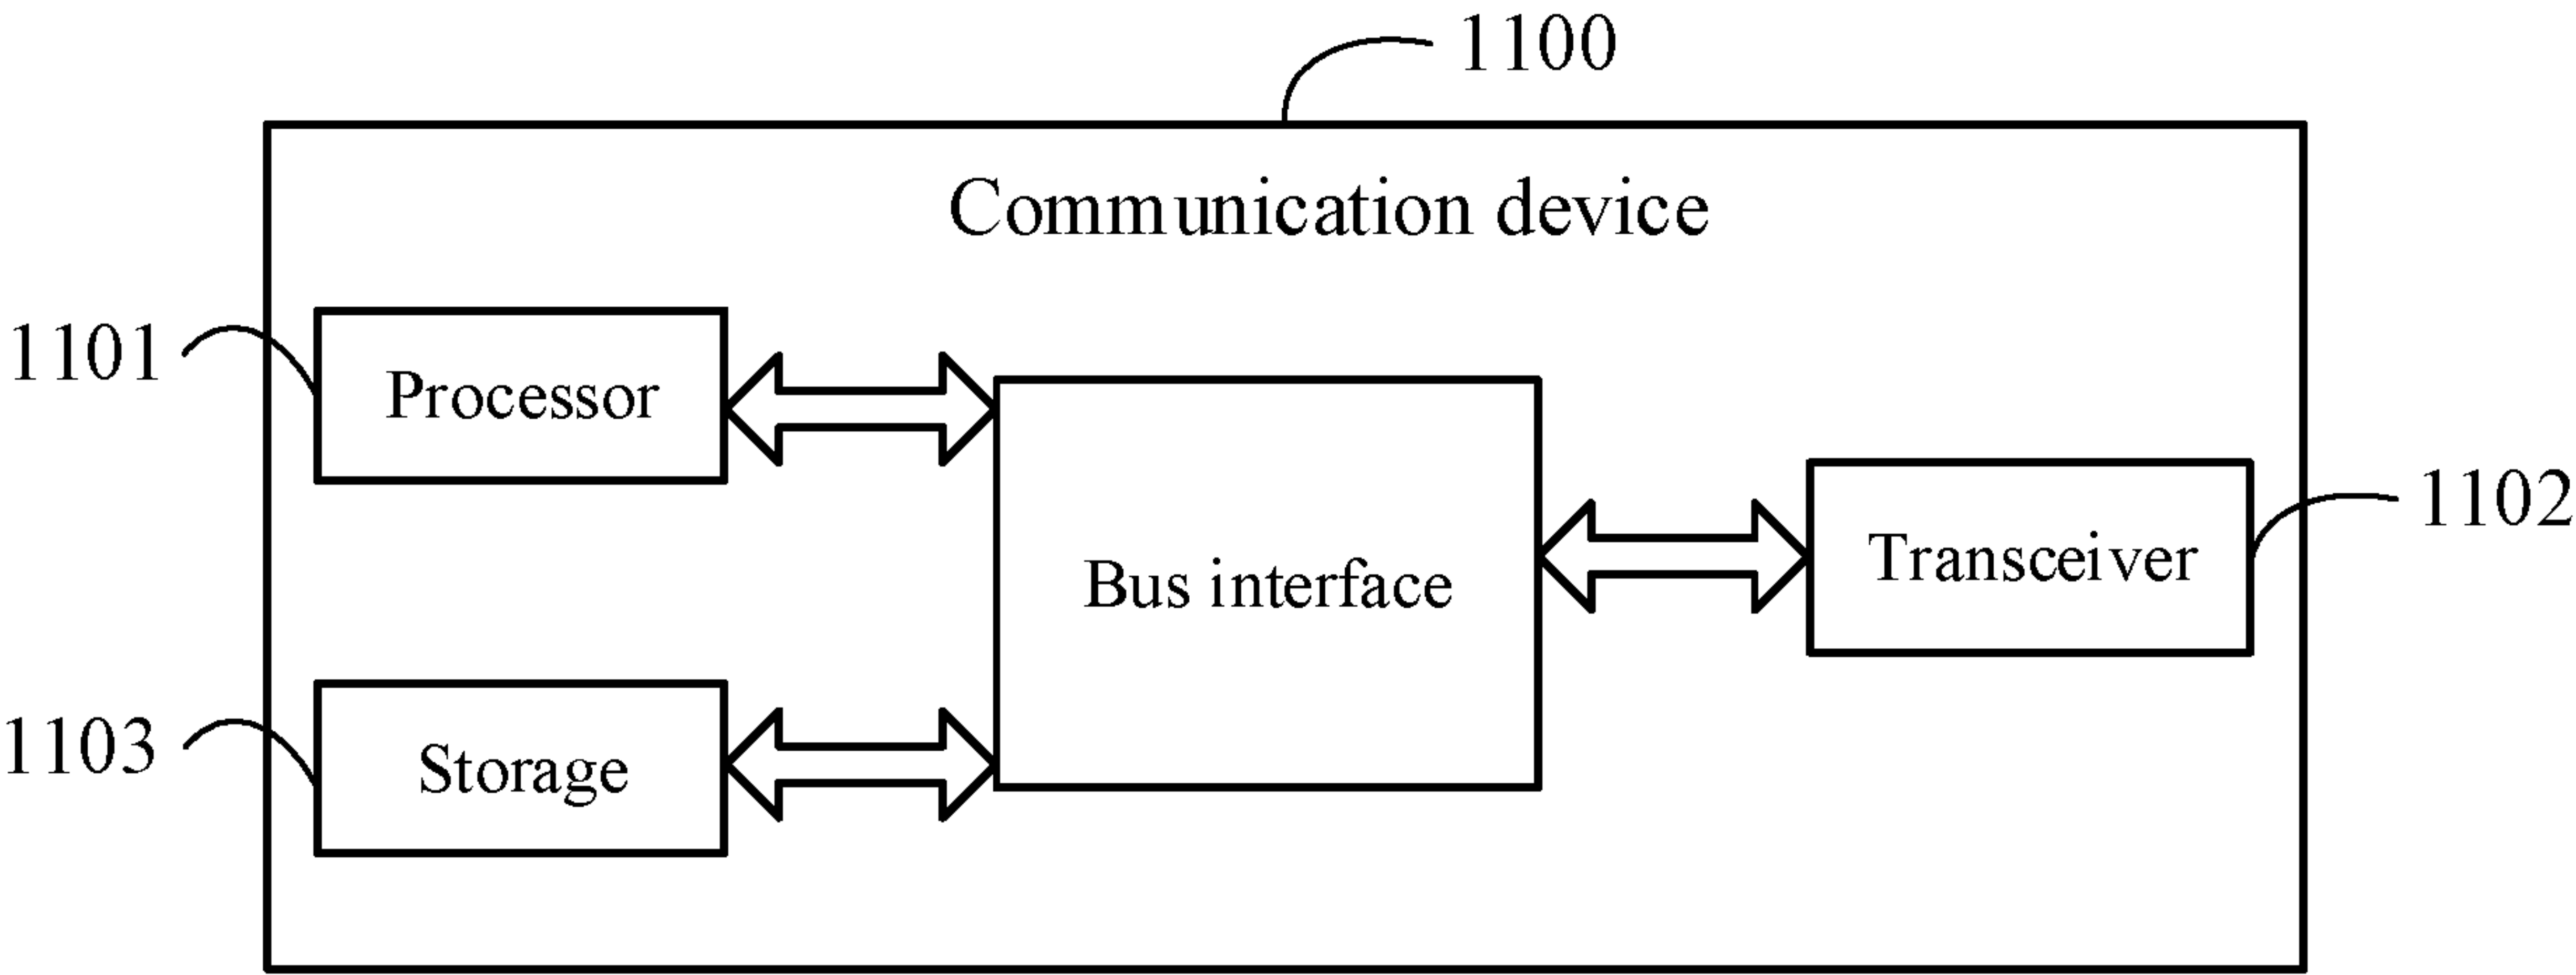 1100
Communication device
1101
Processor
Bus interface
Transceiver
1102
1103
Storage